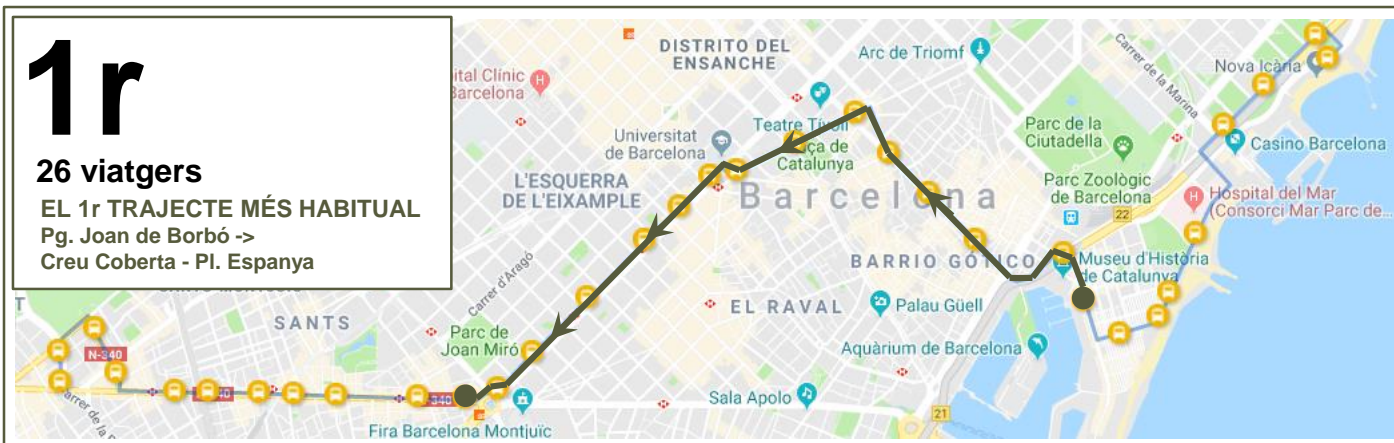 1r
26 viatgers
EL 1r TRAJECTE MÉS HABITUAL
Pg. Joan de Borbó ->
Creu Coberta - Pl. Espanya
DISTRITO DEL
ENSANCHE
Arc de Triomf
Carrer de la Marina
Nova Icària
ital Clínic
Barcelona
H
Teatre Tívoli
Universitat
de Barcelona
Catalunya
Parc de la
Ciutadella
Casino Barcelona
L'ESQUERRA
DE L'EIXAMPLE
Barcelona
Parc Zoològic
de Barcelona
22
H
Hospital del Mar
(Consorci Mar Parc de...
BARRIO GÓTICO
Museu d'Història
de Catalunya
Carrer d'Aragó
SANTS
EL RAVAL
Palau Güell
Parc de
Joan Miró
N-340
Aquàrium de Barcelona
Sala Apolo
21
Fira Barcelona Montjuïc